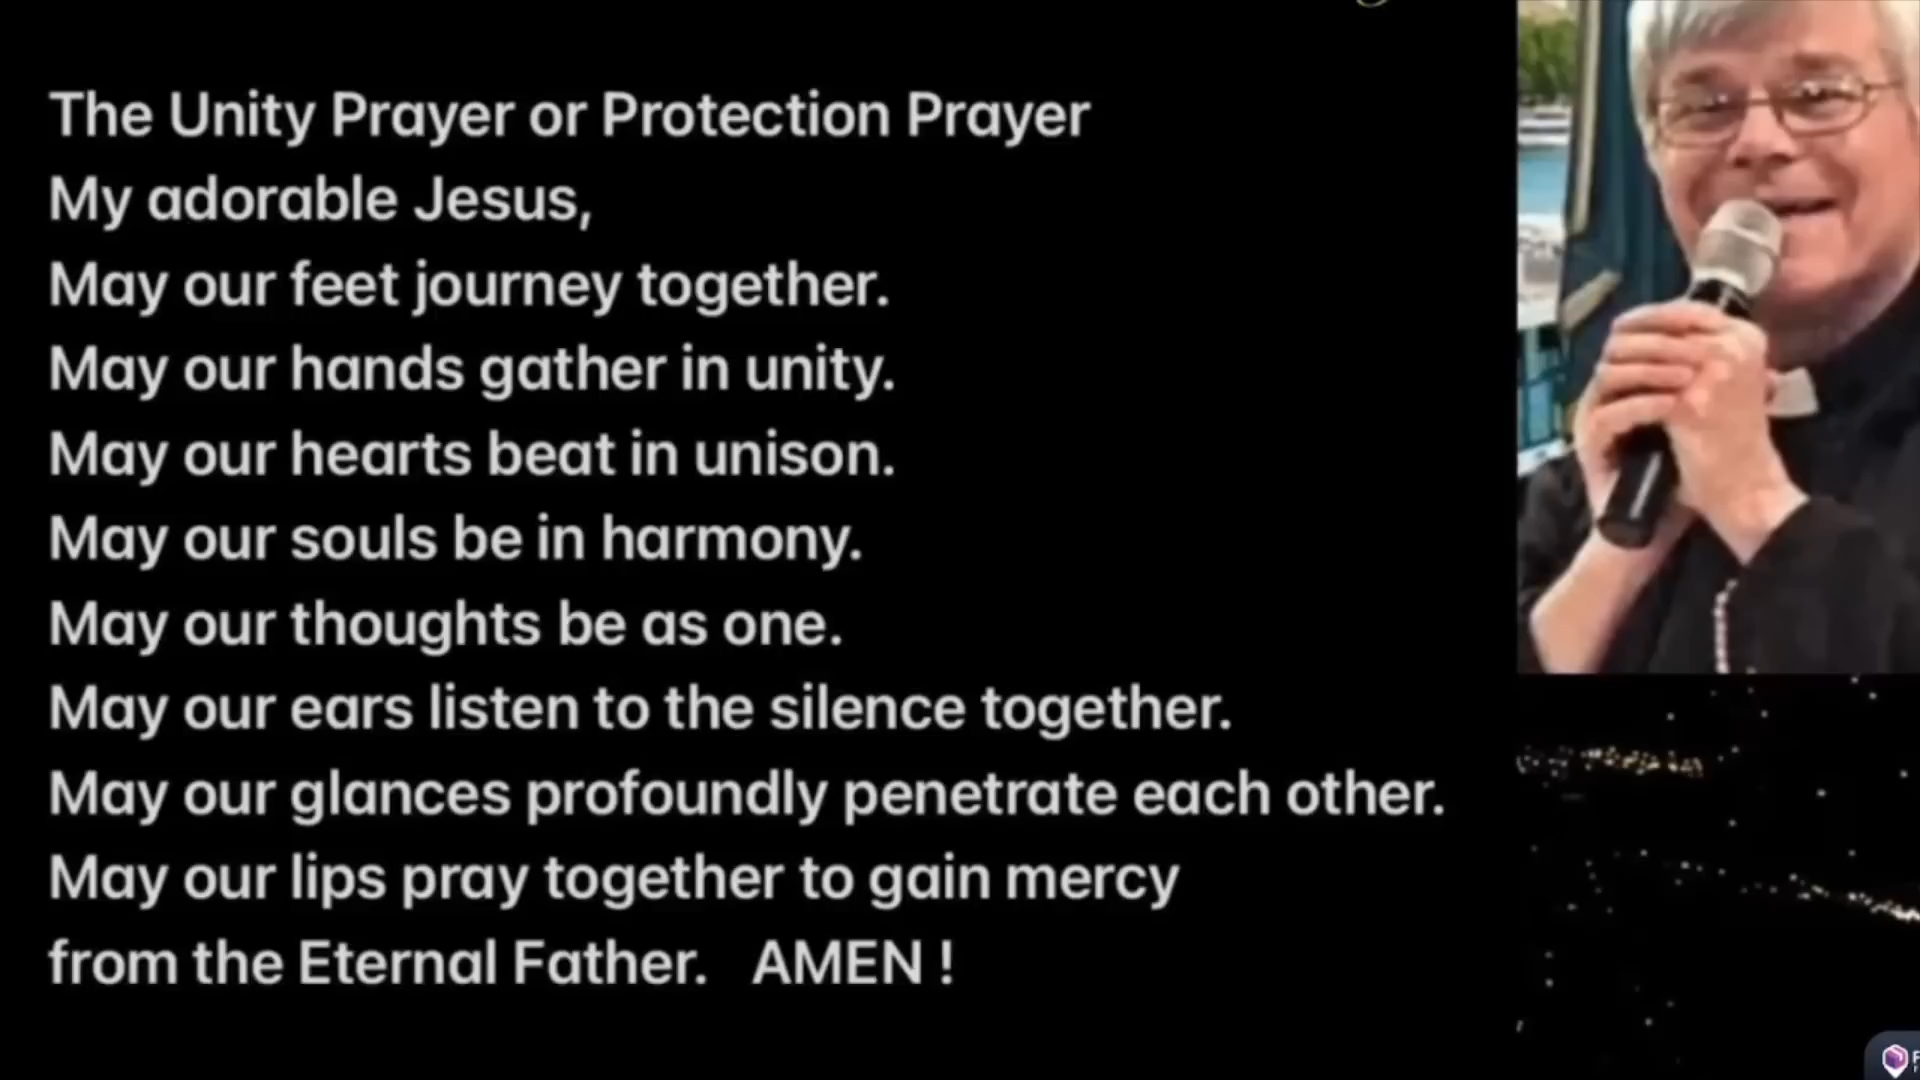 The Unity Prayer or Protection Prayer
My adorable Jesus,
May our feet journey together.
May our hands gather in unity.
May our hearts beat in unison.
May our souls be in harmony.
May our thoughts be as one.
May our ears listen to the silence together.
May our glances profoundly penetrate each other.
May our lips pray together to gain mercy
from the Eternal Father. AMEN !